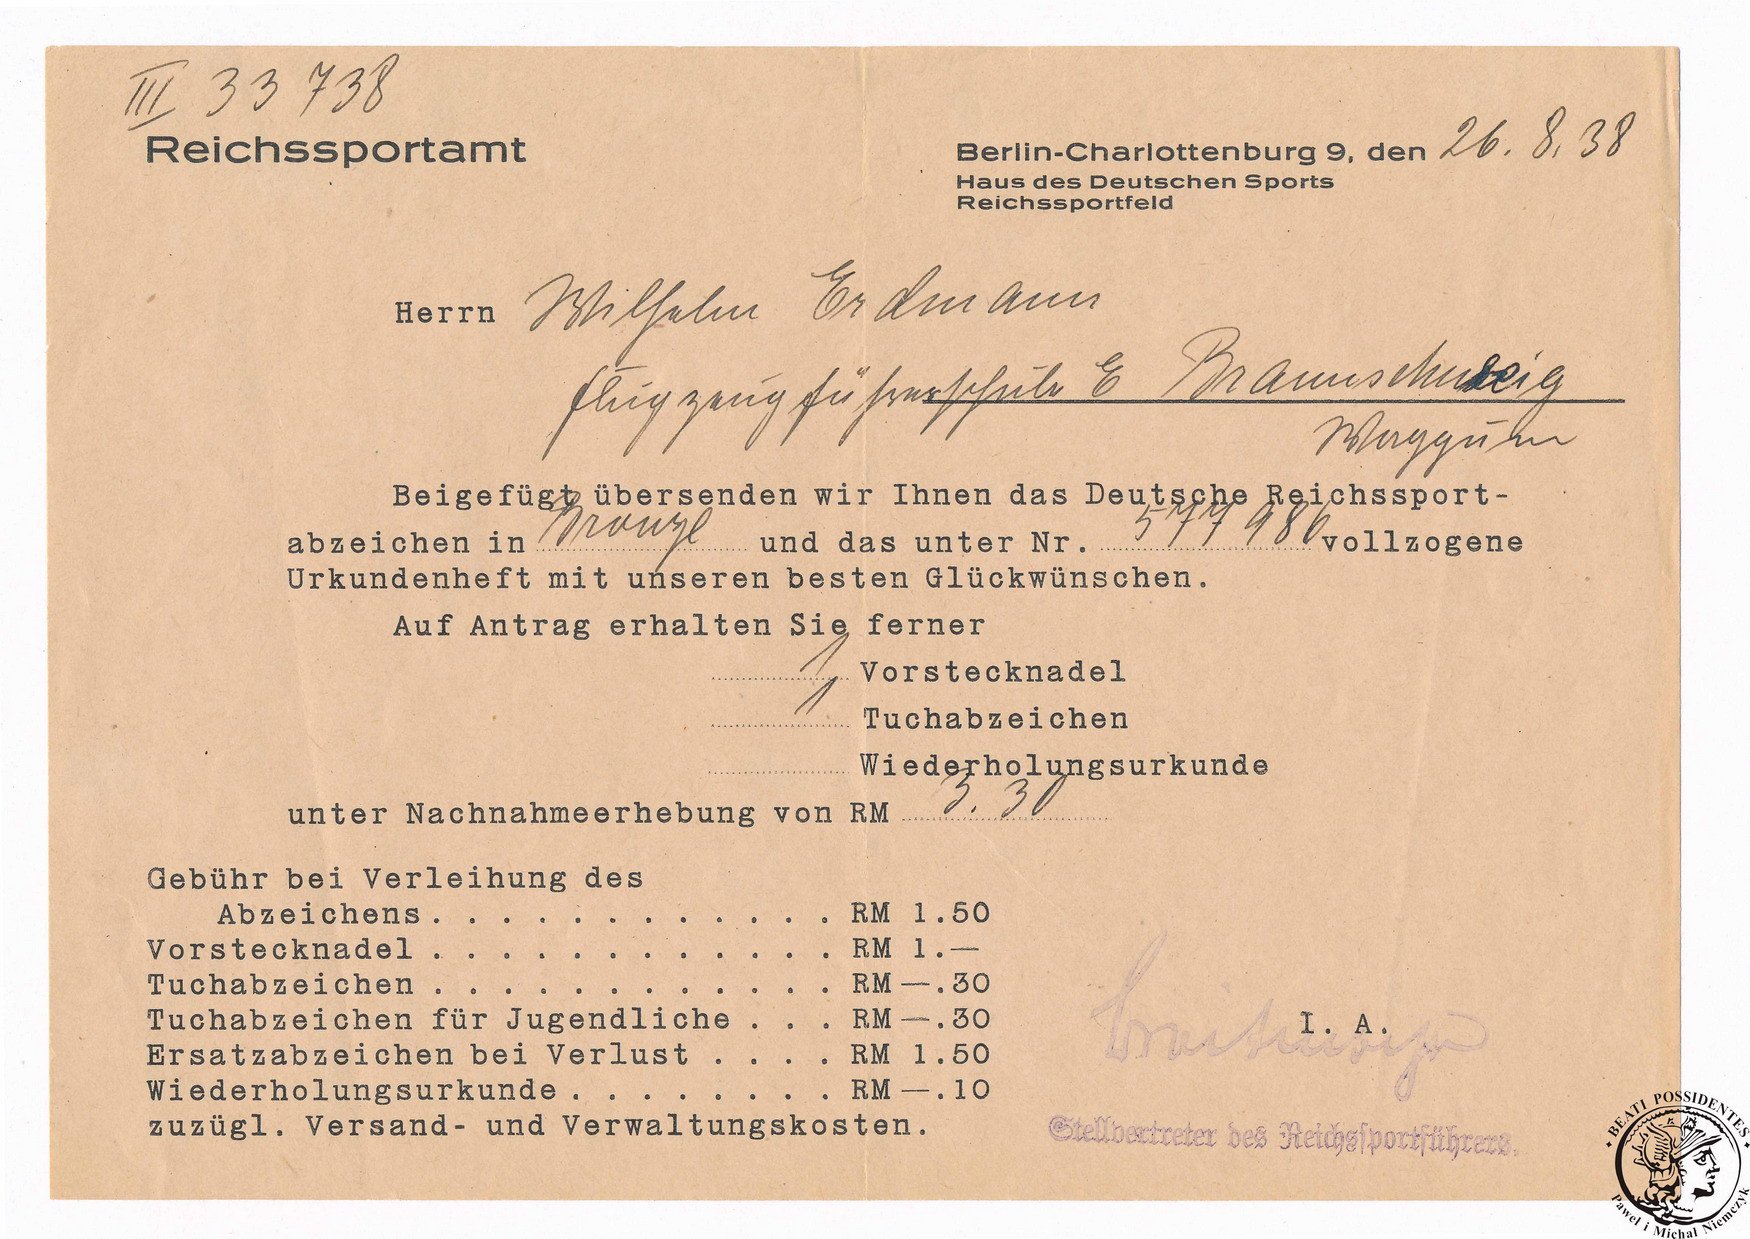 III 33 738
Reichssportamt
Berlin-Charlottenburg 9, den 26. 8. 38
Haus des Deutschen Sports
Reichssportfeld
Herrn Wilhelm Erdmann
Flugzeugführerschule E Braunschweig
Waggum
Beigefügt übersenden wir Ihnen das Deutsche Reichssport-
abzeichen in Bronze und das unter Nr. 577 986 vollzogene
Urkundenheft mit unseren besten Glückwünschen.
Auf Antrag erhalten Sie ferner
1 Vorstecknadel
1 Tuchabzeichen
Wiederholungsurkunde
unter Nachnahmeerhebung von RM 3. 30
Gebühr bei Verleihung des
Abzeichens. . . . . . . . . . . . RM 1.50
Vorstecknadel . . . . . . . . . . . . RM 1.—
Tuchabzeichen . . . . . . . . . . . . RM —.30
Tuchabzeichen für Jugendliche . . . RM —.30
Ersatzabzeichen bei Verlust . . . . RM 1.50
Wiederholungsurkunde . . . . . . . . RM —.10
zuzügl. Versand- und Verwaltungskosten.
I. A.
Stellvertreter des Reichssportführers.
BEATI POSSIDENTES
Paweł i Michał Niemczyk